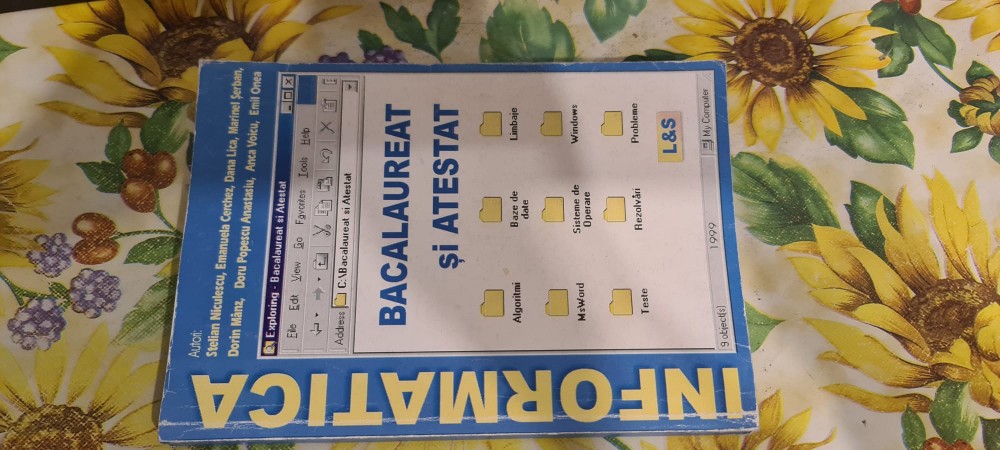 Autori:
Stelian Niculescu, Emanuela Cerchez, Dana Lica, Marinel Şerban,
Dorin Mânz, Doru Popescu Anastasiu, Anca Voicu, Emil Onea
INFORMATICA
Exploring - Bacalaureat si Atestat
File Edit View Go Favorites Tools Help
Address C:\Bacalaureat si Atestat
BACALAUREAT
şi ATESTAT
Algoritmi
Baze de
date
Limbaje
MsWord
Sisteme de
Operare
Windows
Teste
Rezolvări
Probleme
L&S
1999
9 object(s)
My Computer